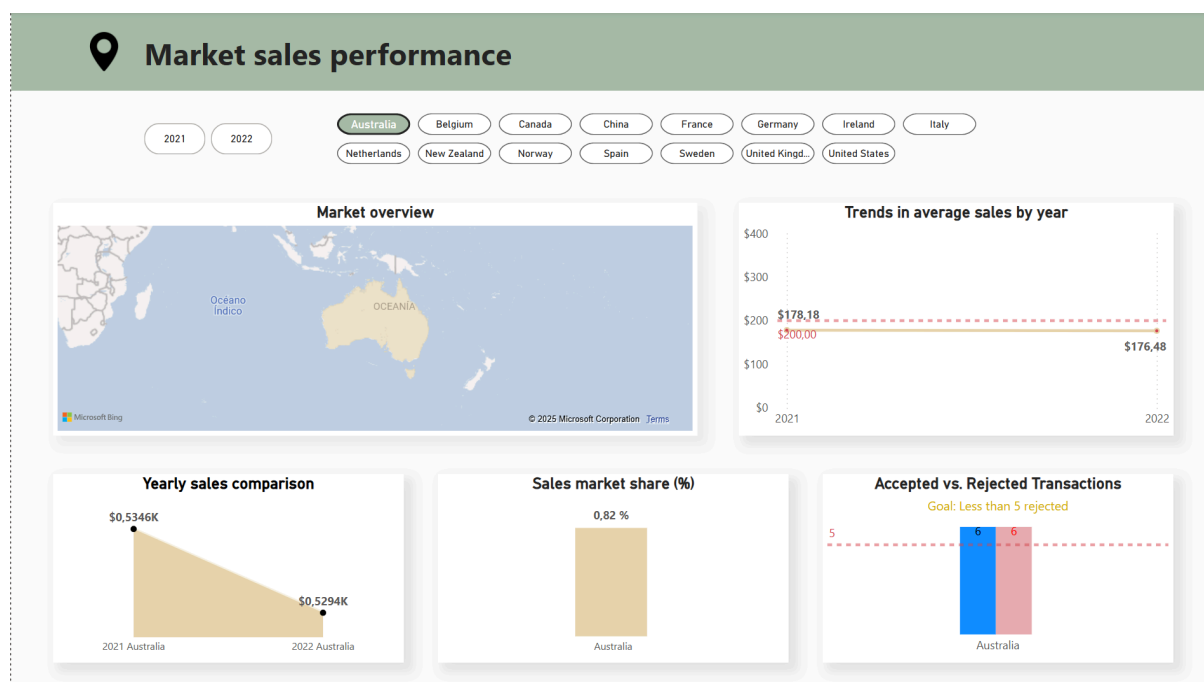 Market sales performance
2021 2022
Australia Belgium Canada China France Germany Ireland Italy
Netherlands New Zealand Norway Spain Sweden United Kingd... United States
Market overview
Océano
Índico
OCEANÍA
Microsoft Bing
© 2025 Microsoft Corporation Terms
Trends in average sales by year
$400
$300
$200
$100
$0
$178,18
$200,00
$176,48
2021 2022
Yearly sales comparison
$0,5346K
$0,5294K
2021 Australia 2022 Australia
Sales market share (%)
0,82 %
Australia
Accepted vs. Rejected Transactions
Goal: Less than 5 rejected
5
6 6
Australia